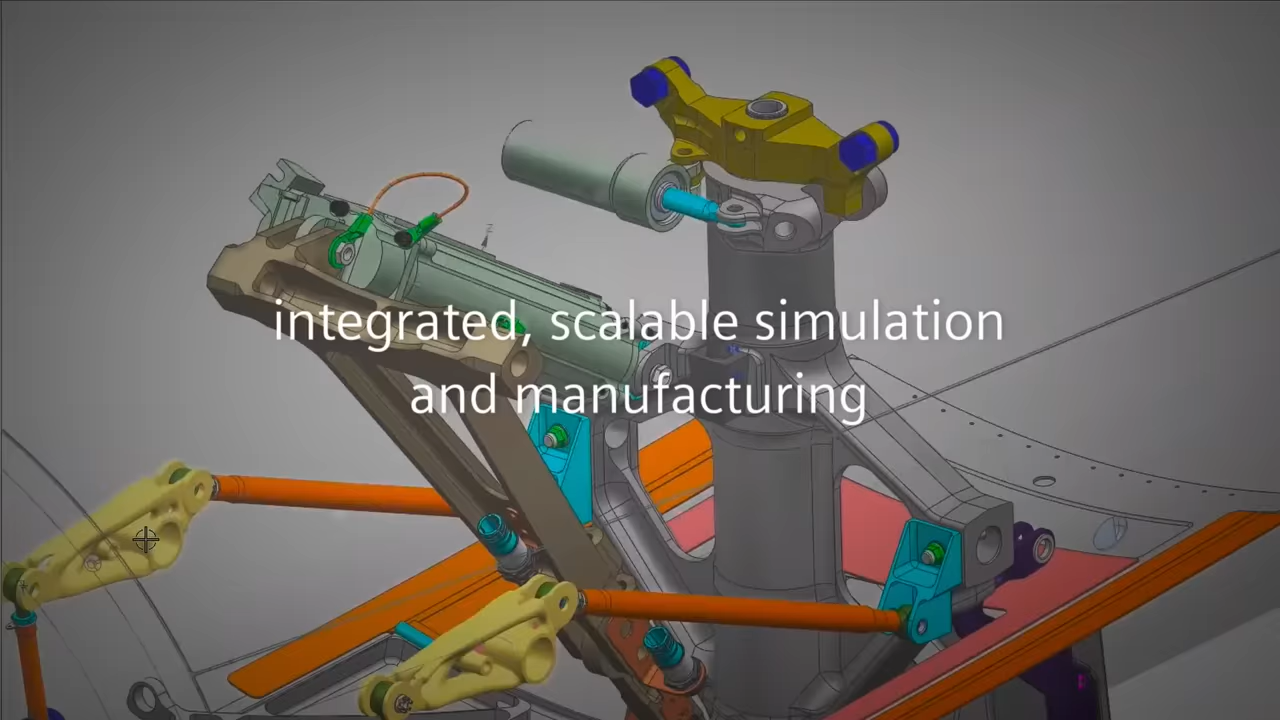 integrated, scalable simulation
and manufacturing
Z